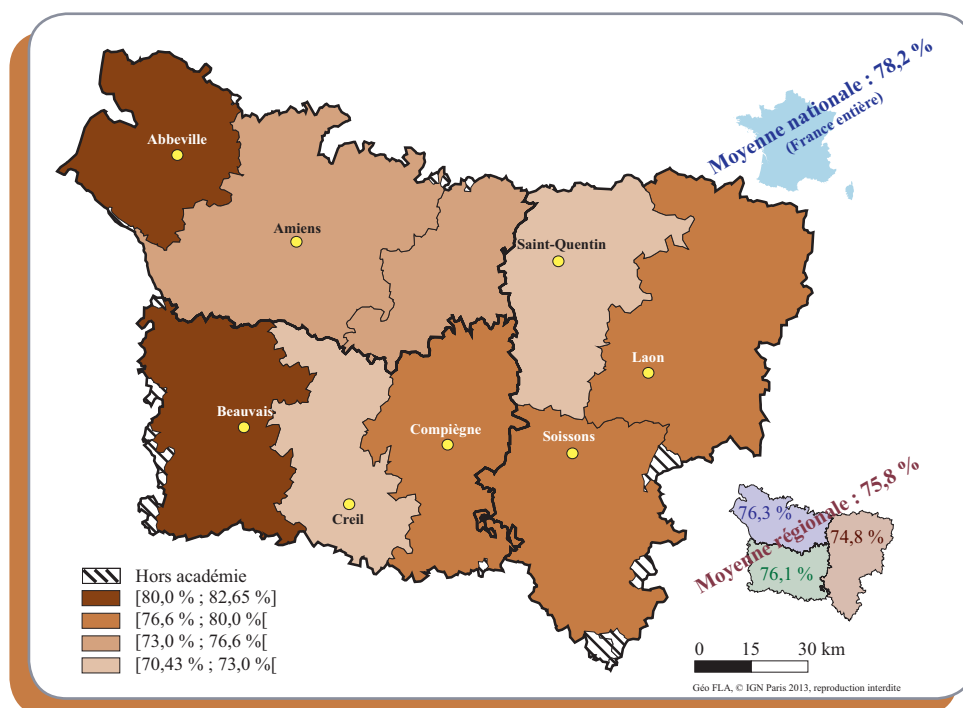 Moyenne nationale : 78,2 %
(France entière)
Abbeville
Amiens
Saint-Quentin
Laon
Beauvais
Compiègne
Soissons
Creil
Moyenne régionale : 75,8 %
76,3 %
74,8 %
76,1 %
Hors académie
[80,0 % ; 82,65 %]
[76,6 % ; 80,0 %[
[73,0 % ; 76,6 %[
[70,43 % ; 73,0 %[
0 15 30 km
Géo FLA, © IGN Paris 2013, reproduction interdite